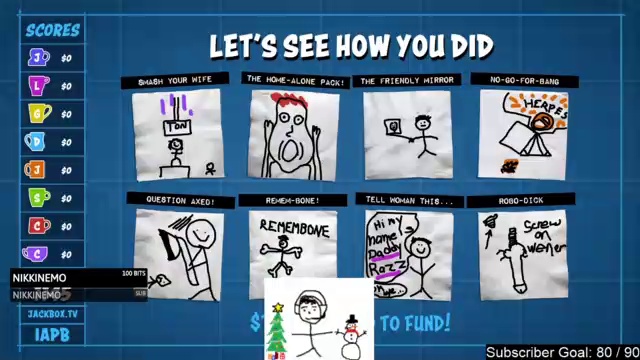 SCORES
LET'S SEE HOW YOU DID
J $0
L $0
G $0
D $0
J $0
S $0
C $0
C $0
SMASH YOUR WIFE
THE HOME-ALONE PACK!
THE FRIENDLY MIRROR
NO-GO-FOR-BANG
TON
HERPES
QUESTION AXED!
REMEM-BONE!
TELL WOMAN THIS...
ROBO-DICK
REMEMBONE
Hi my
name
Daddy
RaZZ
Screw
on
wener
NIKKINEMO 100 BITS
NIKKINEMO SUB
JACKBOX.TV
IAPB
TO FUND!
Subscriber Goal: 80 / 90